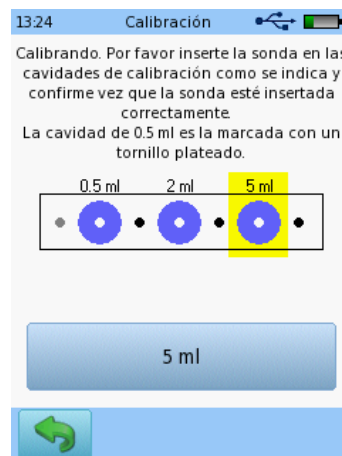 13:24 Calibración
Calibrando. Por favor inserte la sonda en las
cavidades de calibración como se indica y
confirme vez que la sonda esté insertada
correctamente.
La cavidad de 0.5 ml es la marcada con un
tornillo plateado.
0.5 ml 2 ml 5 ml
5 ml